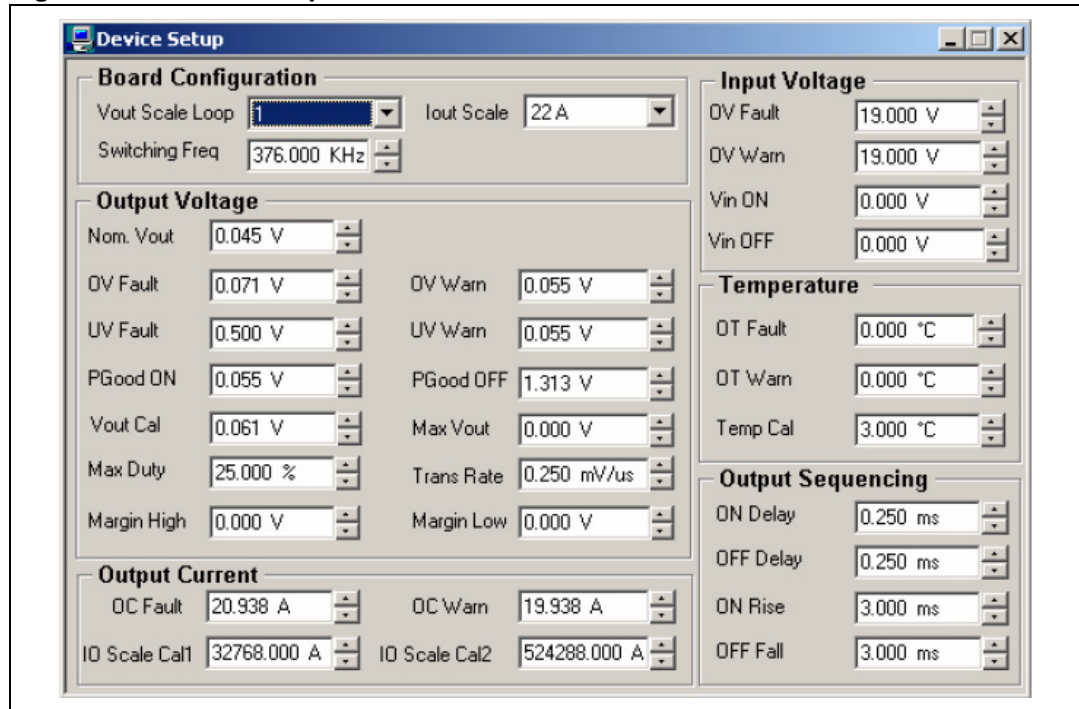 Device Setup
Board Configuration
Vout Scale Loop 1 Iout Scale 22 A
Switching Freq 376.000 KHz
Output Voltage
Nom. Vout 0.045 V
OV Fault 0.071 V OV Warn 0.055 V
UV Fault 0.500 V UV Warn 0.055 V
PGood ON 0.055 V PGood OFF 1.313 V
Vout Cal 0.061 V Max Vout 0.000 V
Max Duty 25.000 % Trans Rate 0.250 mV/us
Margin High 0.000 V Margin Low 0.000 V
Output Current
OC Fault 20.938 A OC Warn 19.938 A
IO Scale Cal1 32768.000 A IO Scale Cal2 524288.000 A
Input Voltage
OV Fault 19.000 V
OV Warn 19.000 V
Vin ON 0.000 V
Vin OFF 0.000 V
Temperature
OT Fault 0.000 °C
OT Warn 0.000 °C
Temp Cal 3.000 °C
Output Sequencing
ON Delay 0.250 ms
OFF Delay 0.250 ms
ON Rise 3.000 ms
OFF Fall 3.000 ms